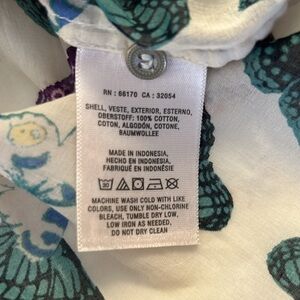 RN : 66170 CA : 32054
SHELL, VESTE, EXTERIOR, ESTERNO,
OBERSTOFF: 100% COTTON,
COTON, ALGODÓN, COTONE,
BAUMWOLLEE
MADE IN INDONESIA,
HECHO EN INDONESIA,
FABRIQUÉ EN INDONÉSIE
MACHINE WASH COLD WITH LIKE
COLORS, USE ONLY NON-CHLORINE
BLEACH, TUMBLE DRY LOW,
LOW IRON AS NEEDED,
DO NOT DRY CLEAN